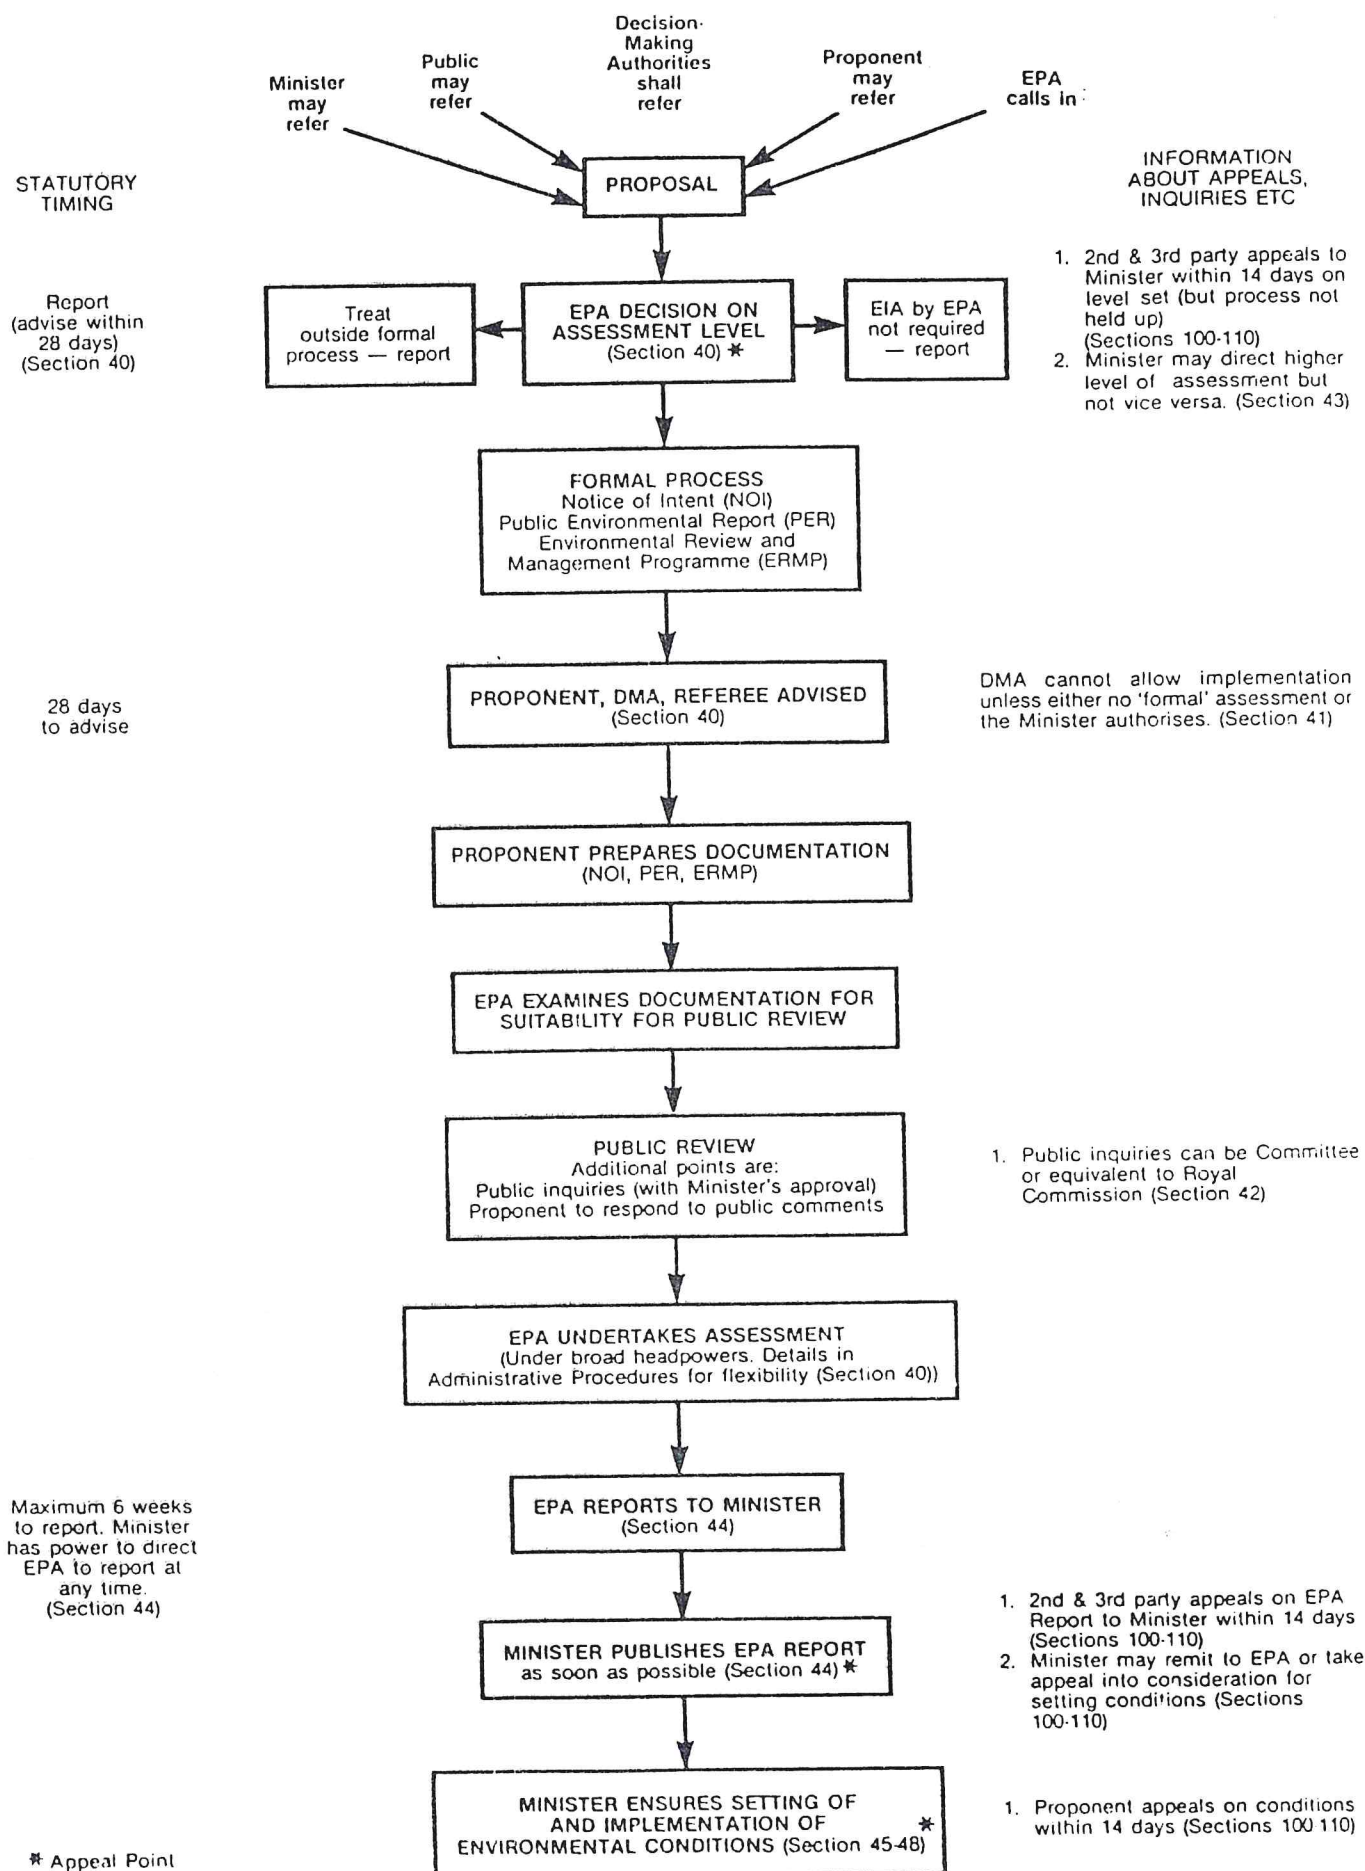 Decision-
Making
Authorities
shall
refer
Public
may
refer
Proponent
may
refer
Minister
may
refer
EPA
calls in
PROPOSAL
STATUTORY
TIMING
INFORMATION
ABOUT APPEALS,
INQUIRIES ETC
Report
(advise within
28 days)
(Section 40)
Treat
outside formal
process — report
EPA DECISION ON
ASSESSMENT LEVEL
(Section 40) *
EIA by EPA
not required
— report
1. 2nd & 3rd party appeals to
Minister within 14 days on
level set (but process not
held up)
(Sections 100-110)
2. Minister may direct higher
level of assessment but
not vice versa. (Section 43)
FORMAL PROCESS
Notice of Intent (NOI)
Public Environmental Report (PER)
Environmental Review and
Management Programme (ERMP)
28 days
to advise
PROPONENT, DMA, REFEREE ADVISED
(Section 40)
DMA cannot allow implementation
unless either no 'formal' assessment or
the Minister authorises. (Section 41)
PROPONENT PREPARES DOCUMENTATION
(NOI, PER, ERMP)
EPA EXAMINES DOCUMENTATION FOR
SUITABILITY FOR PUBLIC REVIEW
PUBLIC REVIEW
Additional points are:
Public inquiries (with Minister's approval)
Proponent to respond to public comments
1. Public inquiries can be Committee
or equivalent to Royal
Commission (Section 42)
EPA UNDERTAKES ASSESSMENT
(Under broad headpowers. Details in
Administrative Procedures for flexibility (Section 40))
Maximum 6 weeks
to report. Minister
has power to direct
EPA to report at
any time.
(Section 44)
EPA REPORTS TO MINISTER
(Section 44)
MINISTER PUBLISHES EPA REPORT
as soon as possible (Section 44) *
1. 2nd & 3rd party appeals on EPA
Report to Minister within 14 days
(Sections 100-110)
2. Minister may remit to EPA or take
appeal into consideration for
setting conditions (Sections
100-110)
MINISTER ENSURES SETTING OF
AND IMPLEMENTATION OF *
ENVIRONMENTAL CONDITIONS (Section 45-48)
1. Proponent appeals on conditions
within 14 days (Sections 100-110)
* Appeal Point